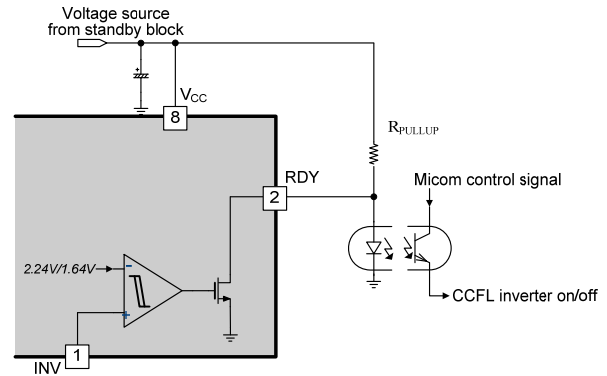 Voltage source
from standby block
VCC
8
RPULLUP
RDY
2
Micom control signal
2.24V/1.64V
-
+
CCFL inverter on/off
1
INV
+